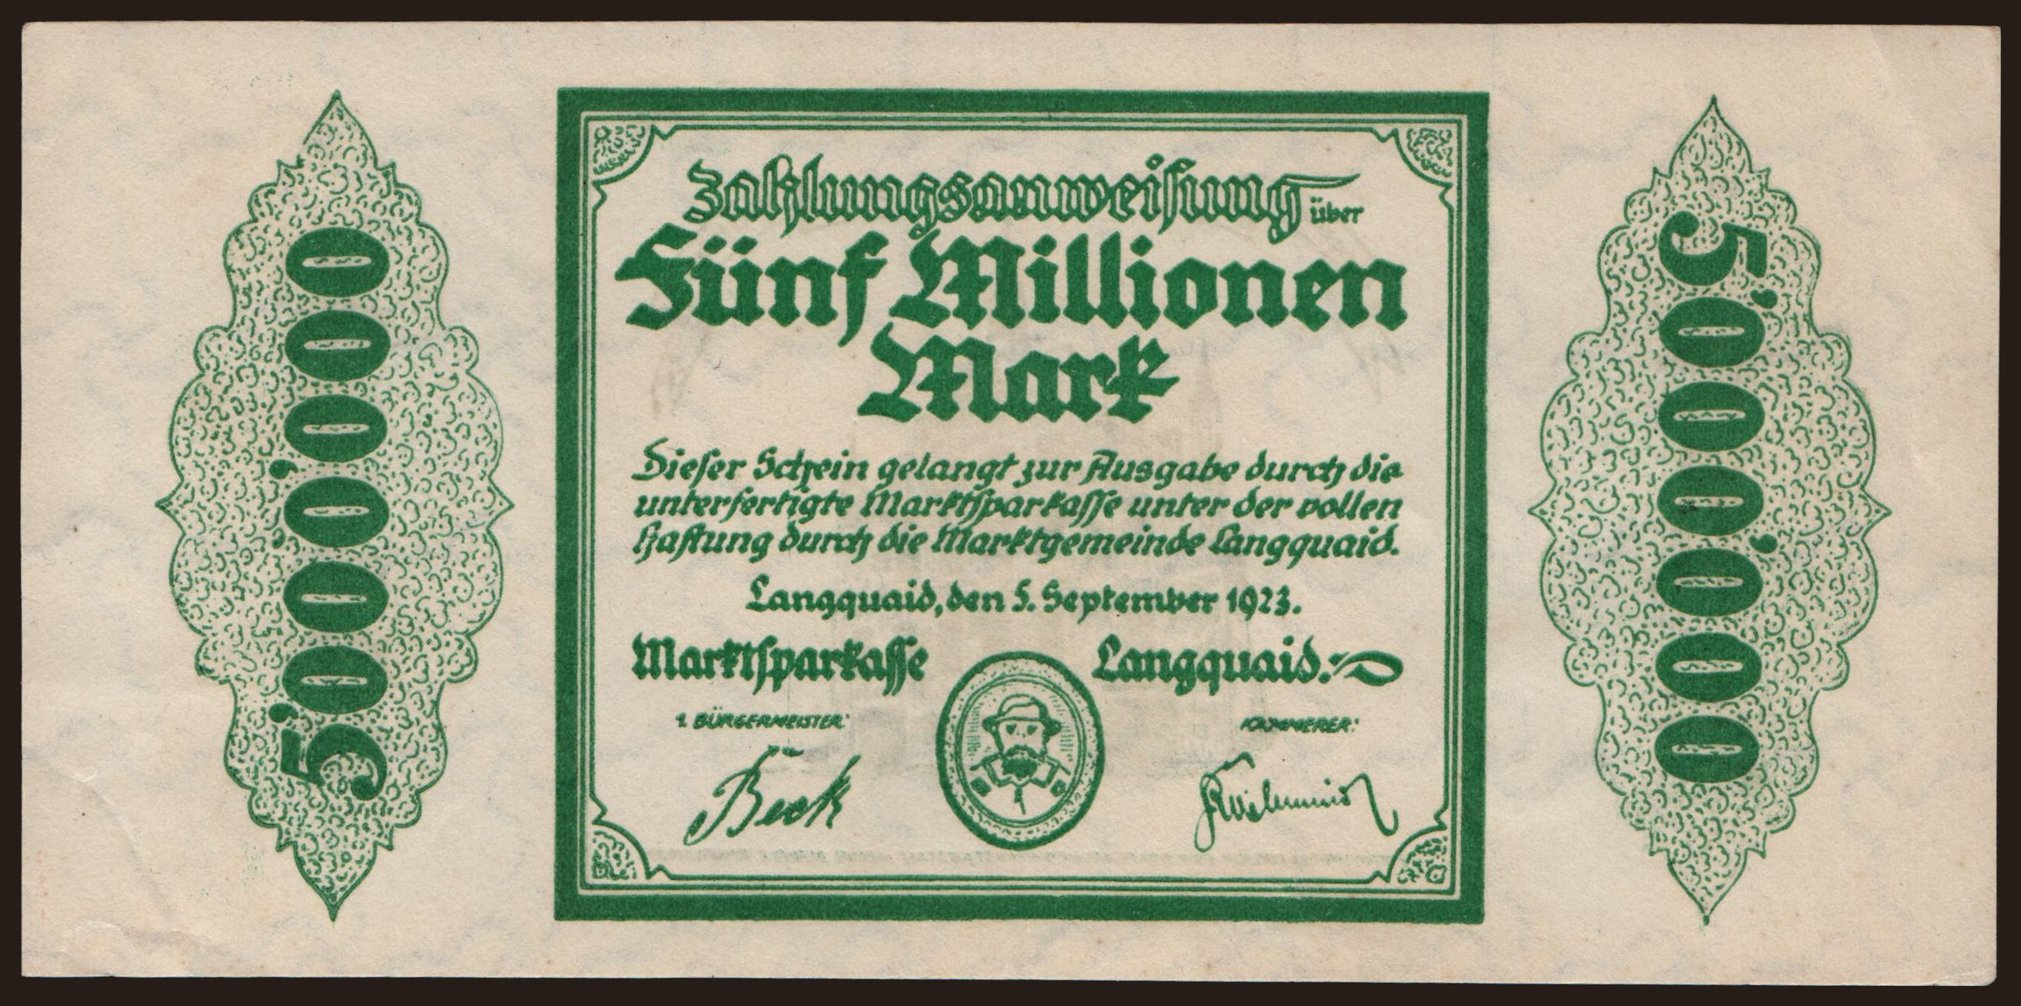 5'000'000
Zahlungsanweisung über
Fünf Millionen
Mark
Dieser Schein gelangt zur Ausgabe durch die
unterfertigte Marktsparkasse unter der vollen
Haftung durch die Marktgemeinde Langquaid.
Langquaid, den 5. September 1923.
Marktsparkasse Langquaid.
1. BÜRGERMEISTER: KÄMMERER:
Beck
5'000'000